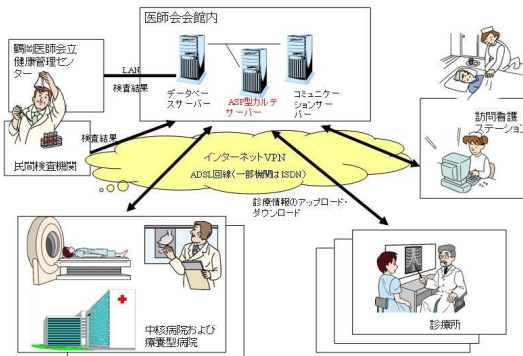 医師会会館内
鶴岡医師会立
健康管理センター
LAN
検査結果
データベー
スサーバー
ASP型カルテ
サーバー
コミュニケー
ションサー
バー
訪問看護
ステーション
民間検査機関
検査結果
インターネットVPN
ADSL回線(一部機関はISDN)
診療情報のアップロード・
ダウンロード
中核病院および
療養型病院
診療所